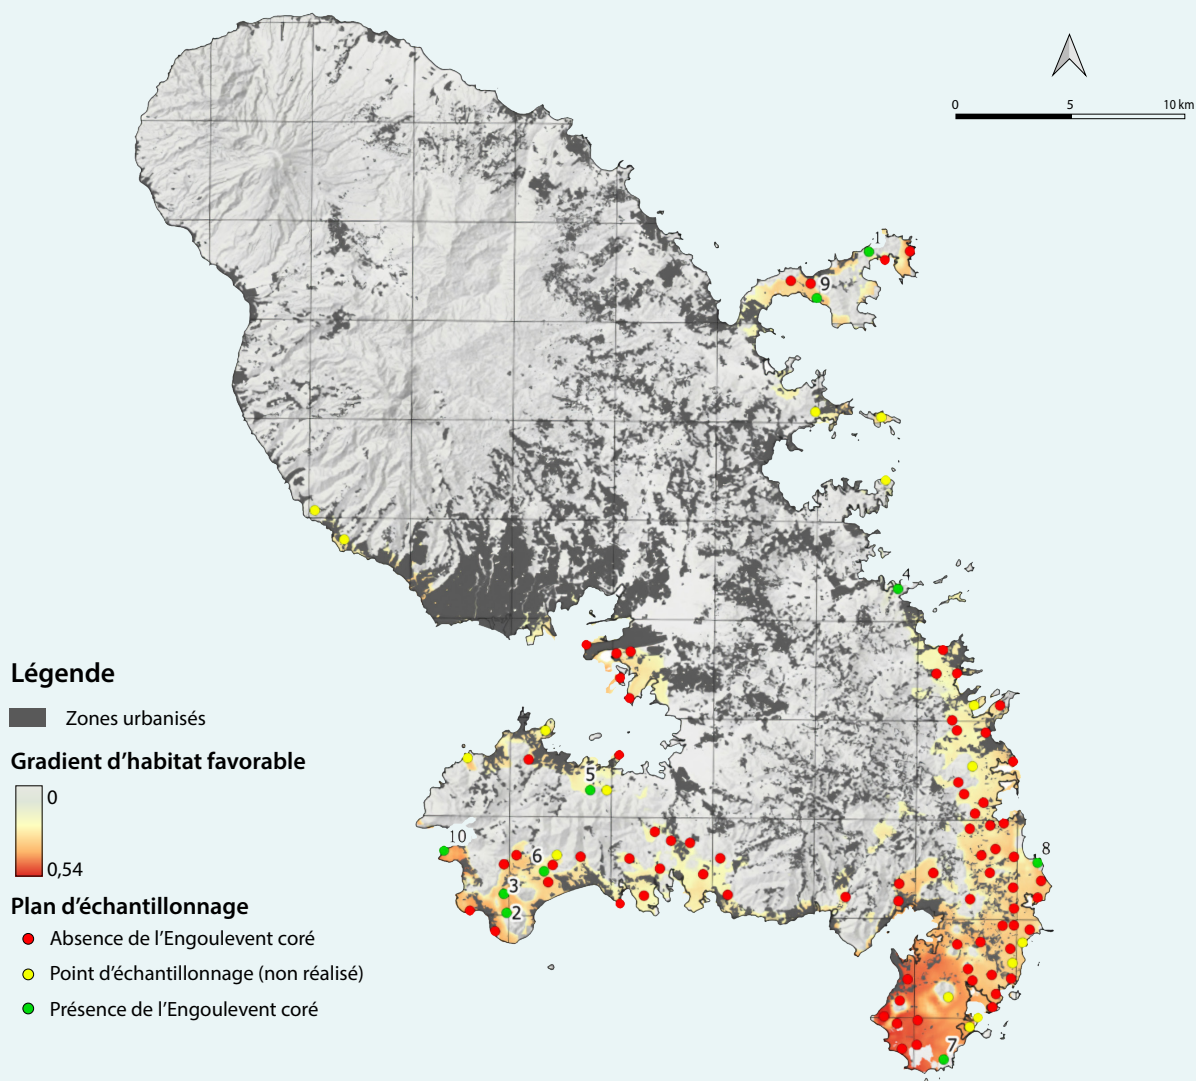 0 5 10 km
1
9
4
5
10
6
8
3
2
7
Légende
Zones urbanisés
Gradient d'habitat favorable
0
0,54
Plan d'échantillonnage
Absence de l'Engoulevent coré
Point d'échantillonnage (non réalisé)
Présence de l'Engoulevent coré